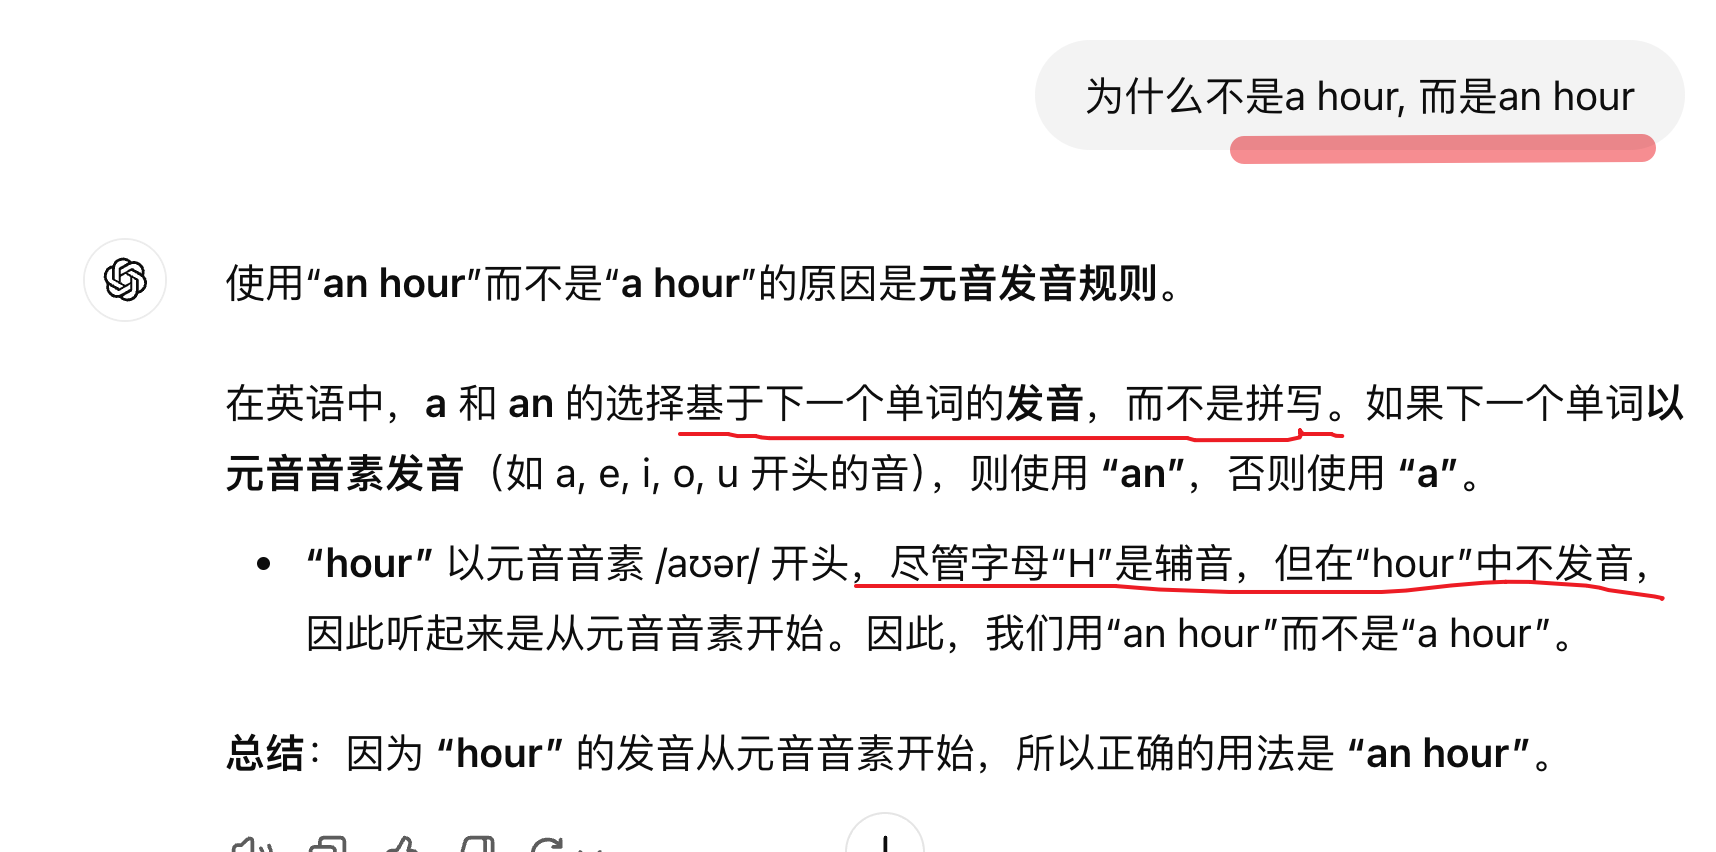 为什么不是a hour, 而是an hour
使用“an hour”而不是“a hour”的原因是元音发音规则。
在英语中，a 和 an 的选择基于下一个单词的发音，而不是拼写。如果下一个单词以
元音音素发音（如 a, e, i, o, u 开头的音），则使用 “an”，否则使用 “a”。
• “hour” 以元音音素 /aʊər/ 开头，尽管字母“H”是辅音，但在“hour”中不发音，
因此听起来是从元音音素开始。因此，我们用“an hour”而不是“a hour”。
总结：因为 “hour” 的发音从元音音素开始，所以正确的用法是 “an hour”。